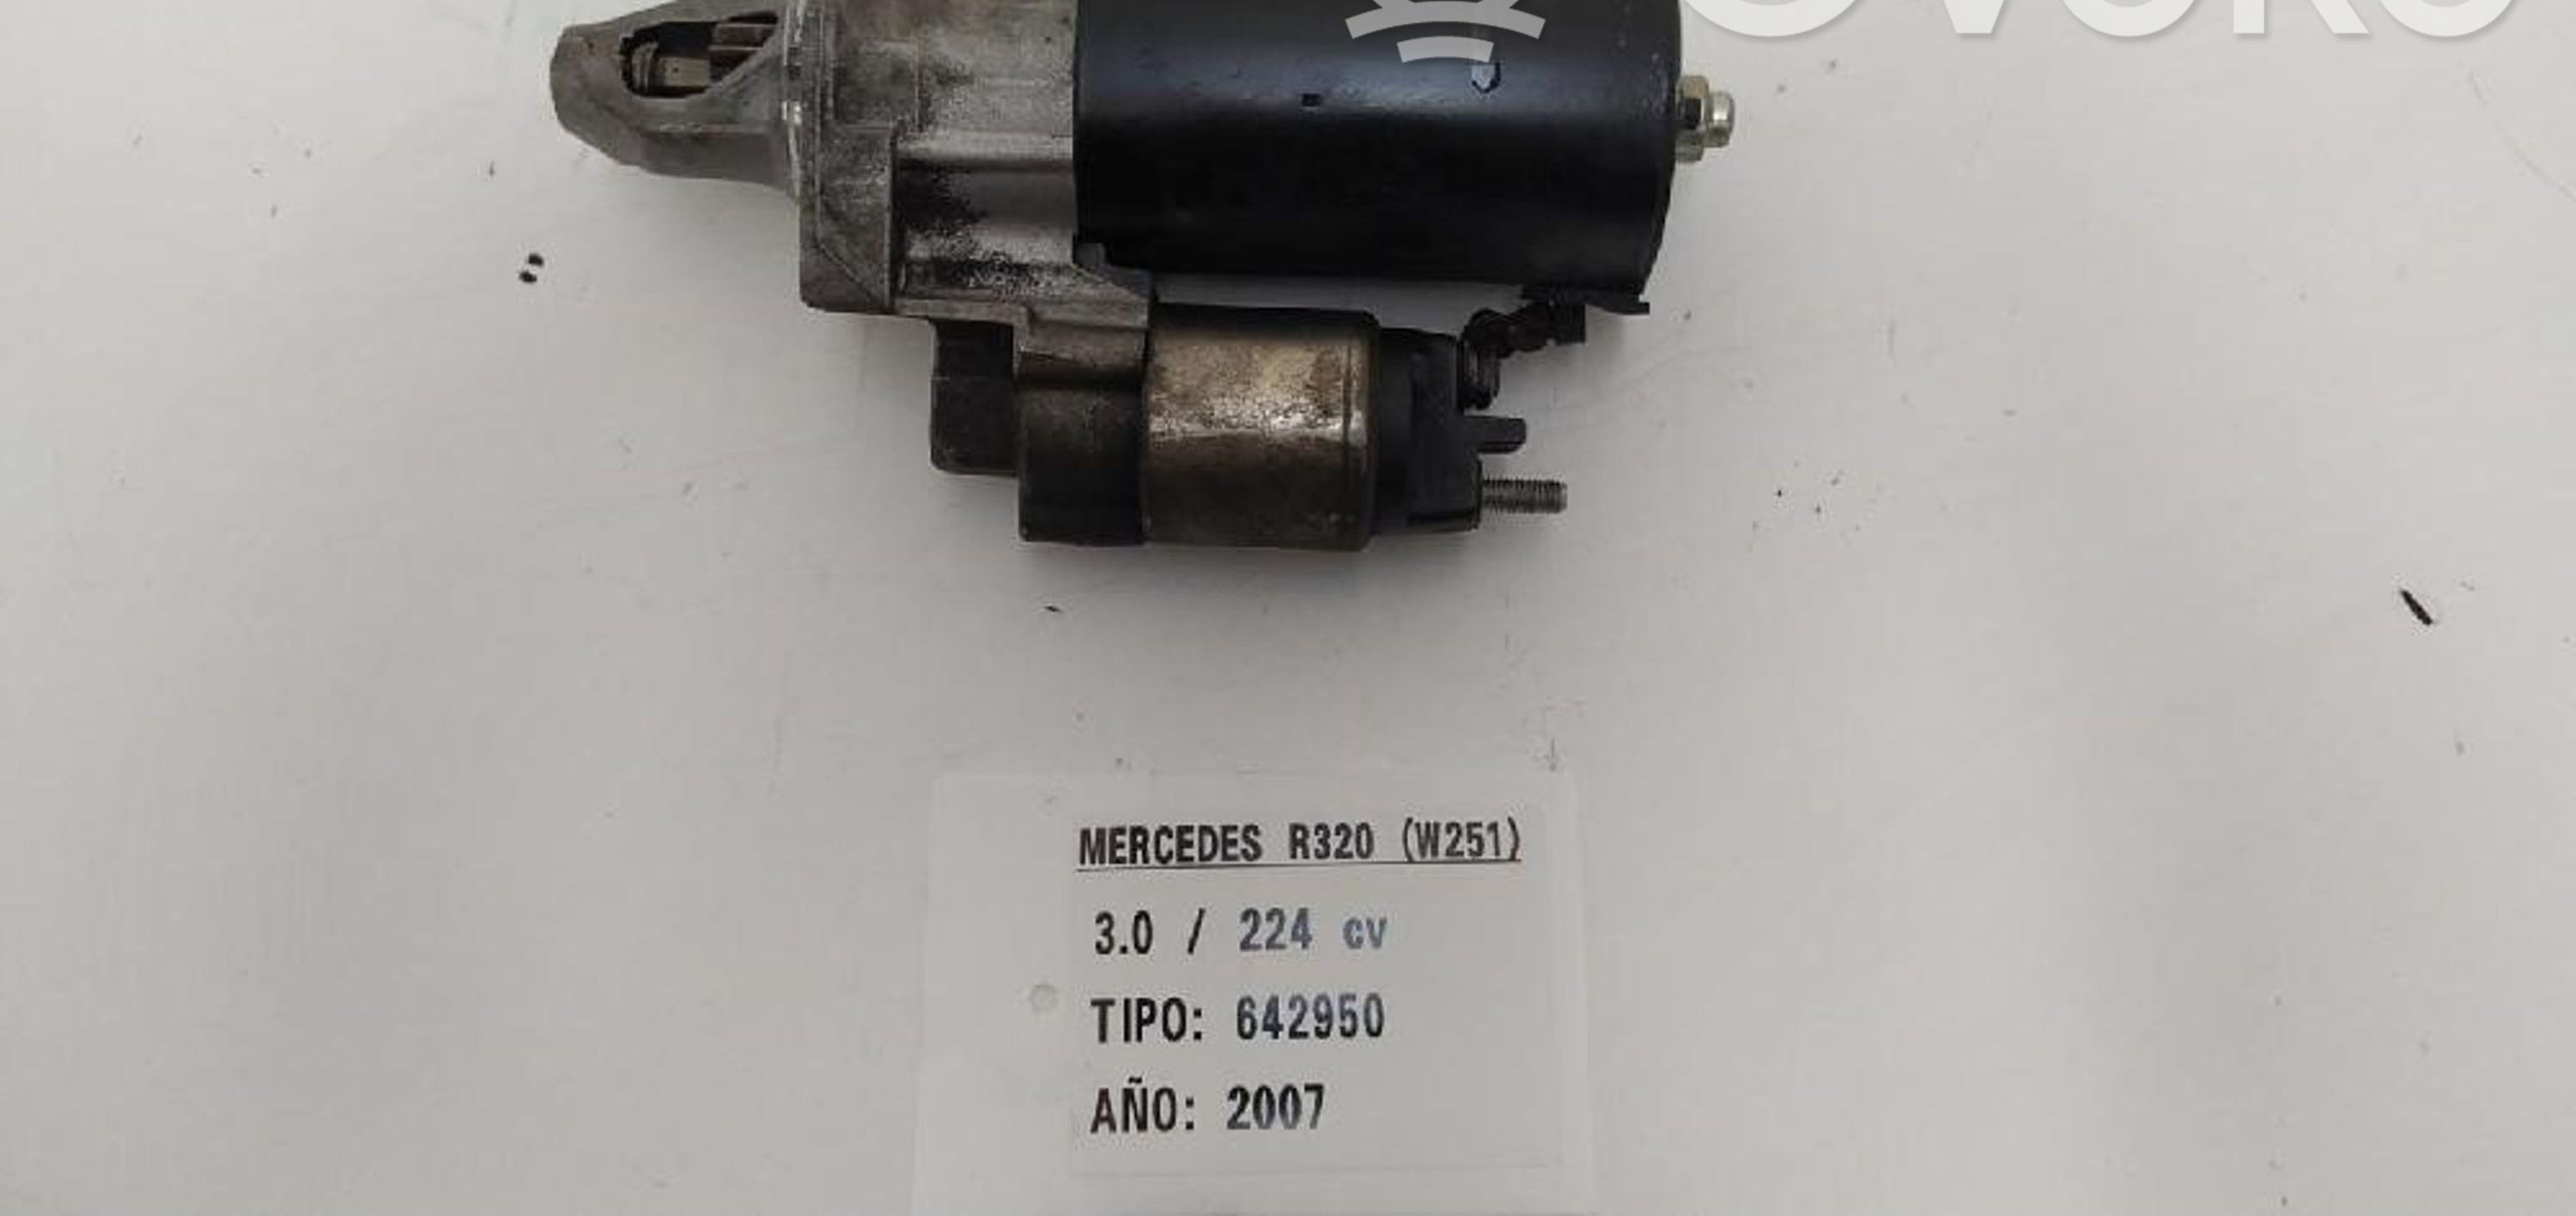 MERCEDES R320 (W251)
3.0 / 224 cv
TIPO: 642950
AÑO: 2007